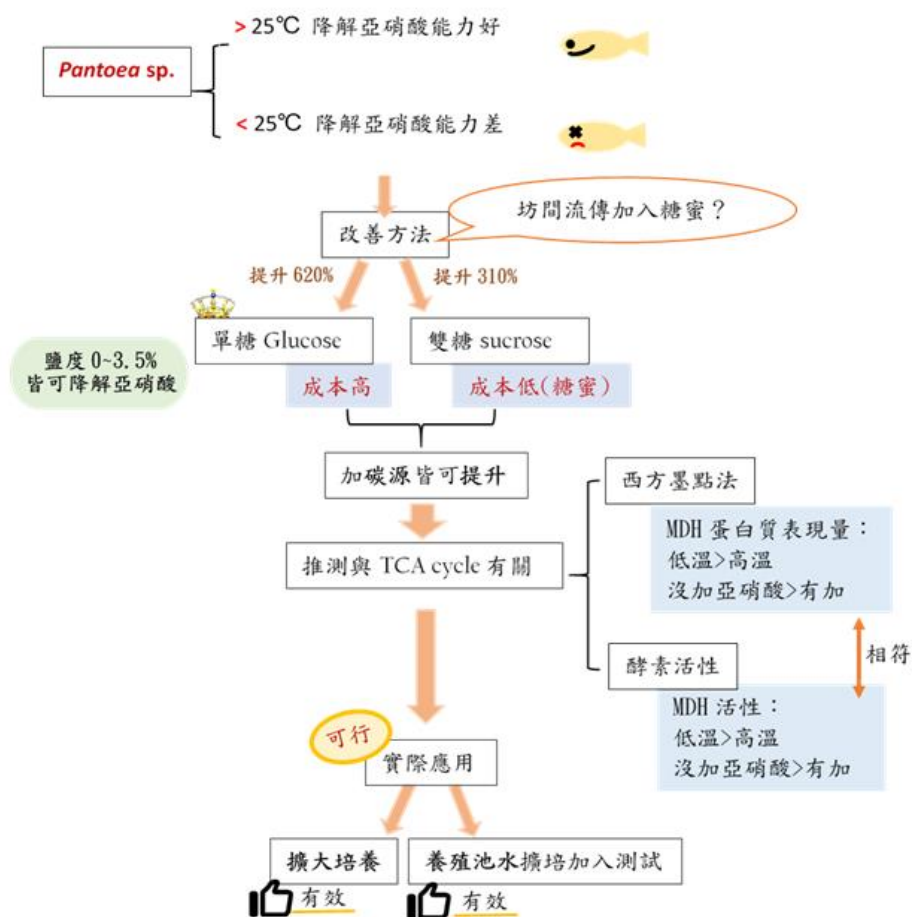 > 25℃ 降解亞硝酸能力好
Pantoea sp.
< 25℃ 降解亞硝酸能力差
坊間流傳加入糖蜜？
改善方法
提升 620%
提升 310%
單糖 Glucose
雙糖 sucrose
鹽度 0~3.5%
皆可降解亞硝酸
成本高
成本低(糖蜜)
加碳源皆可提升
西方墨點法
MDH 蛋白質表現量：
低溫>高溫
沒加亞硝酸>有加
推測與 TCA cycle 有關
相符
酵素活性
MDH 活性：
低溫>高溫
沒加亞硝酸>有加
可行
實際應用
擴大培養
養殖池水擴培加入測試
有效
有效